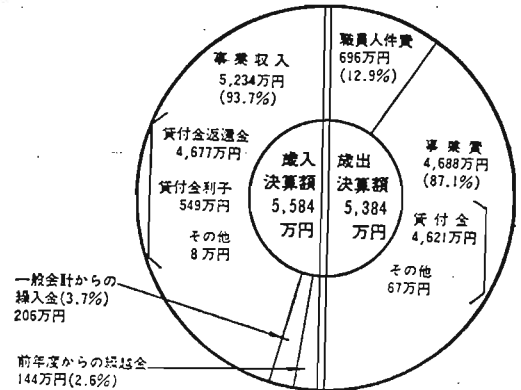 事業収入
5,234万円
(93.7%)
貸付金返還金
4,677万円
貸付金利子
549万円
その他
8万円
一般会計からの
繰入金(3.7%)
206万円
前年度からの繰越金
144万円(2.6%)
歳入
決算額
5,584
万円
歳出
決算額
5,384
万円
職員人件費
696万円
(12.9%)
事業費
4,688万円
(87.1%)
貸付金
4,621万円
その他
67万円